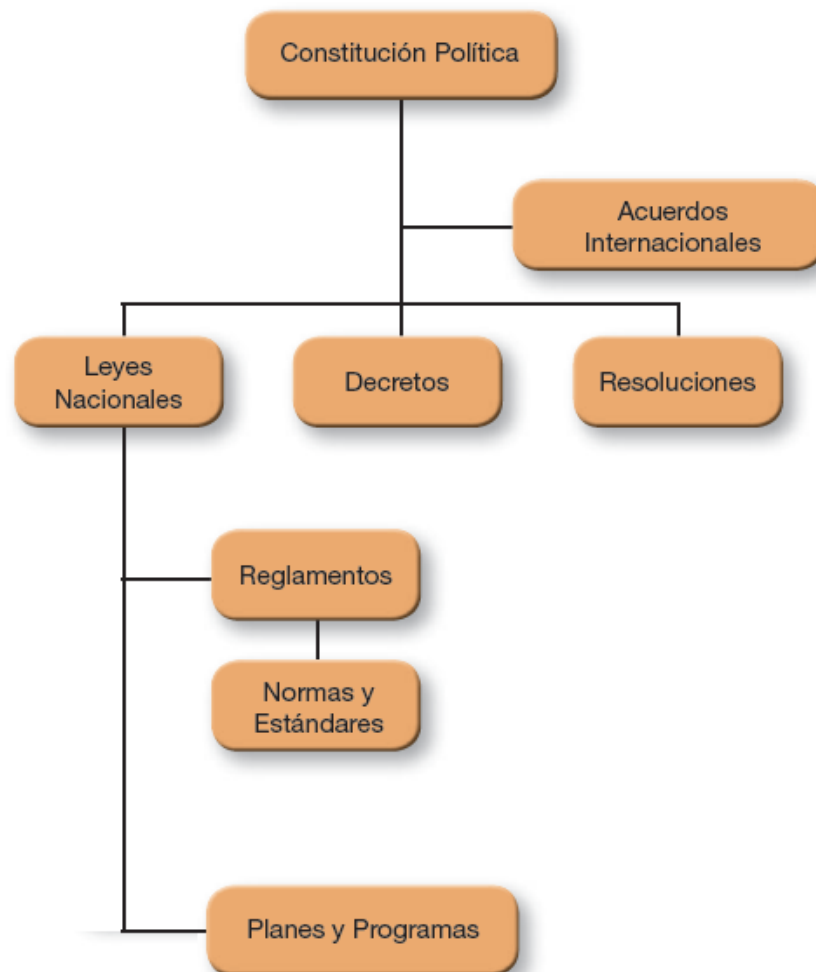 Constitución Política
Acuerdos
Internacionales
Leyes
Nacionales
Decretos
Resoluciones
Reglamentos
Normas y
Estándares
Planes y Programas